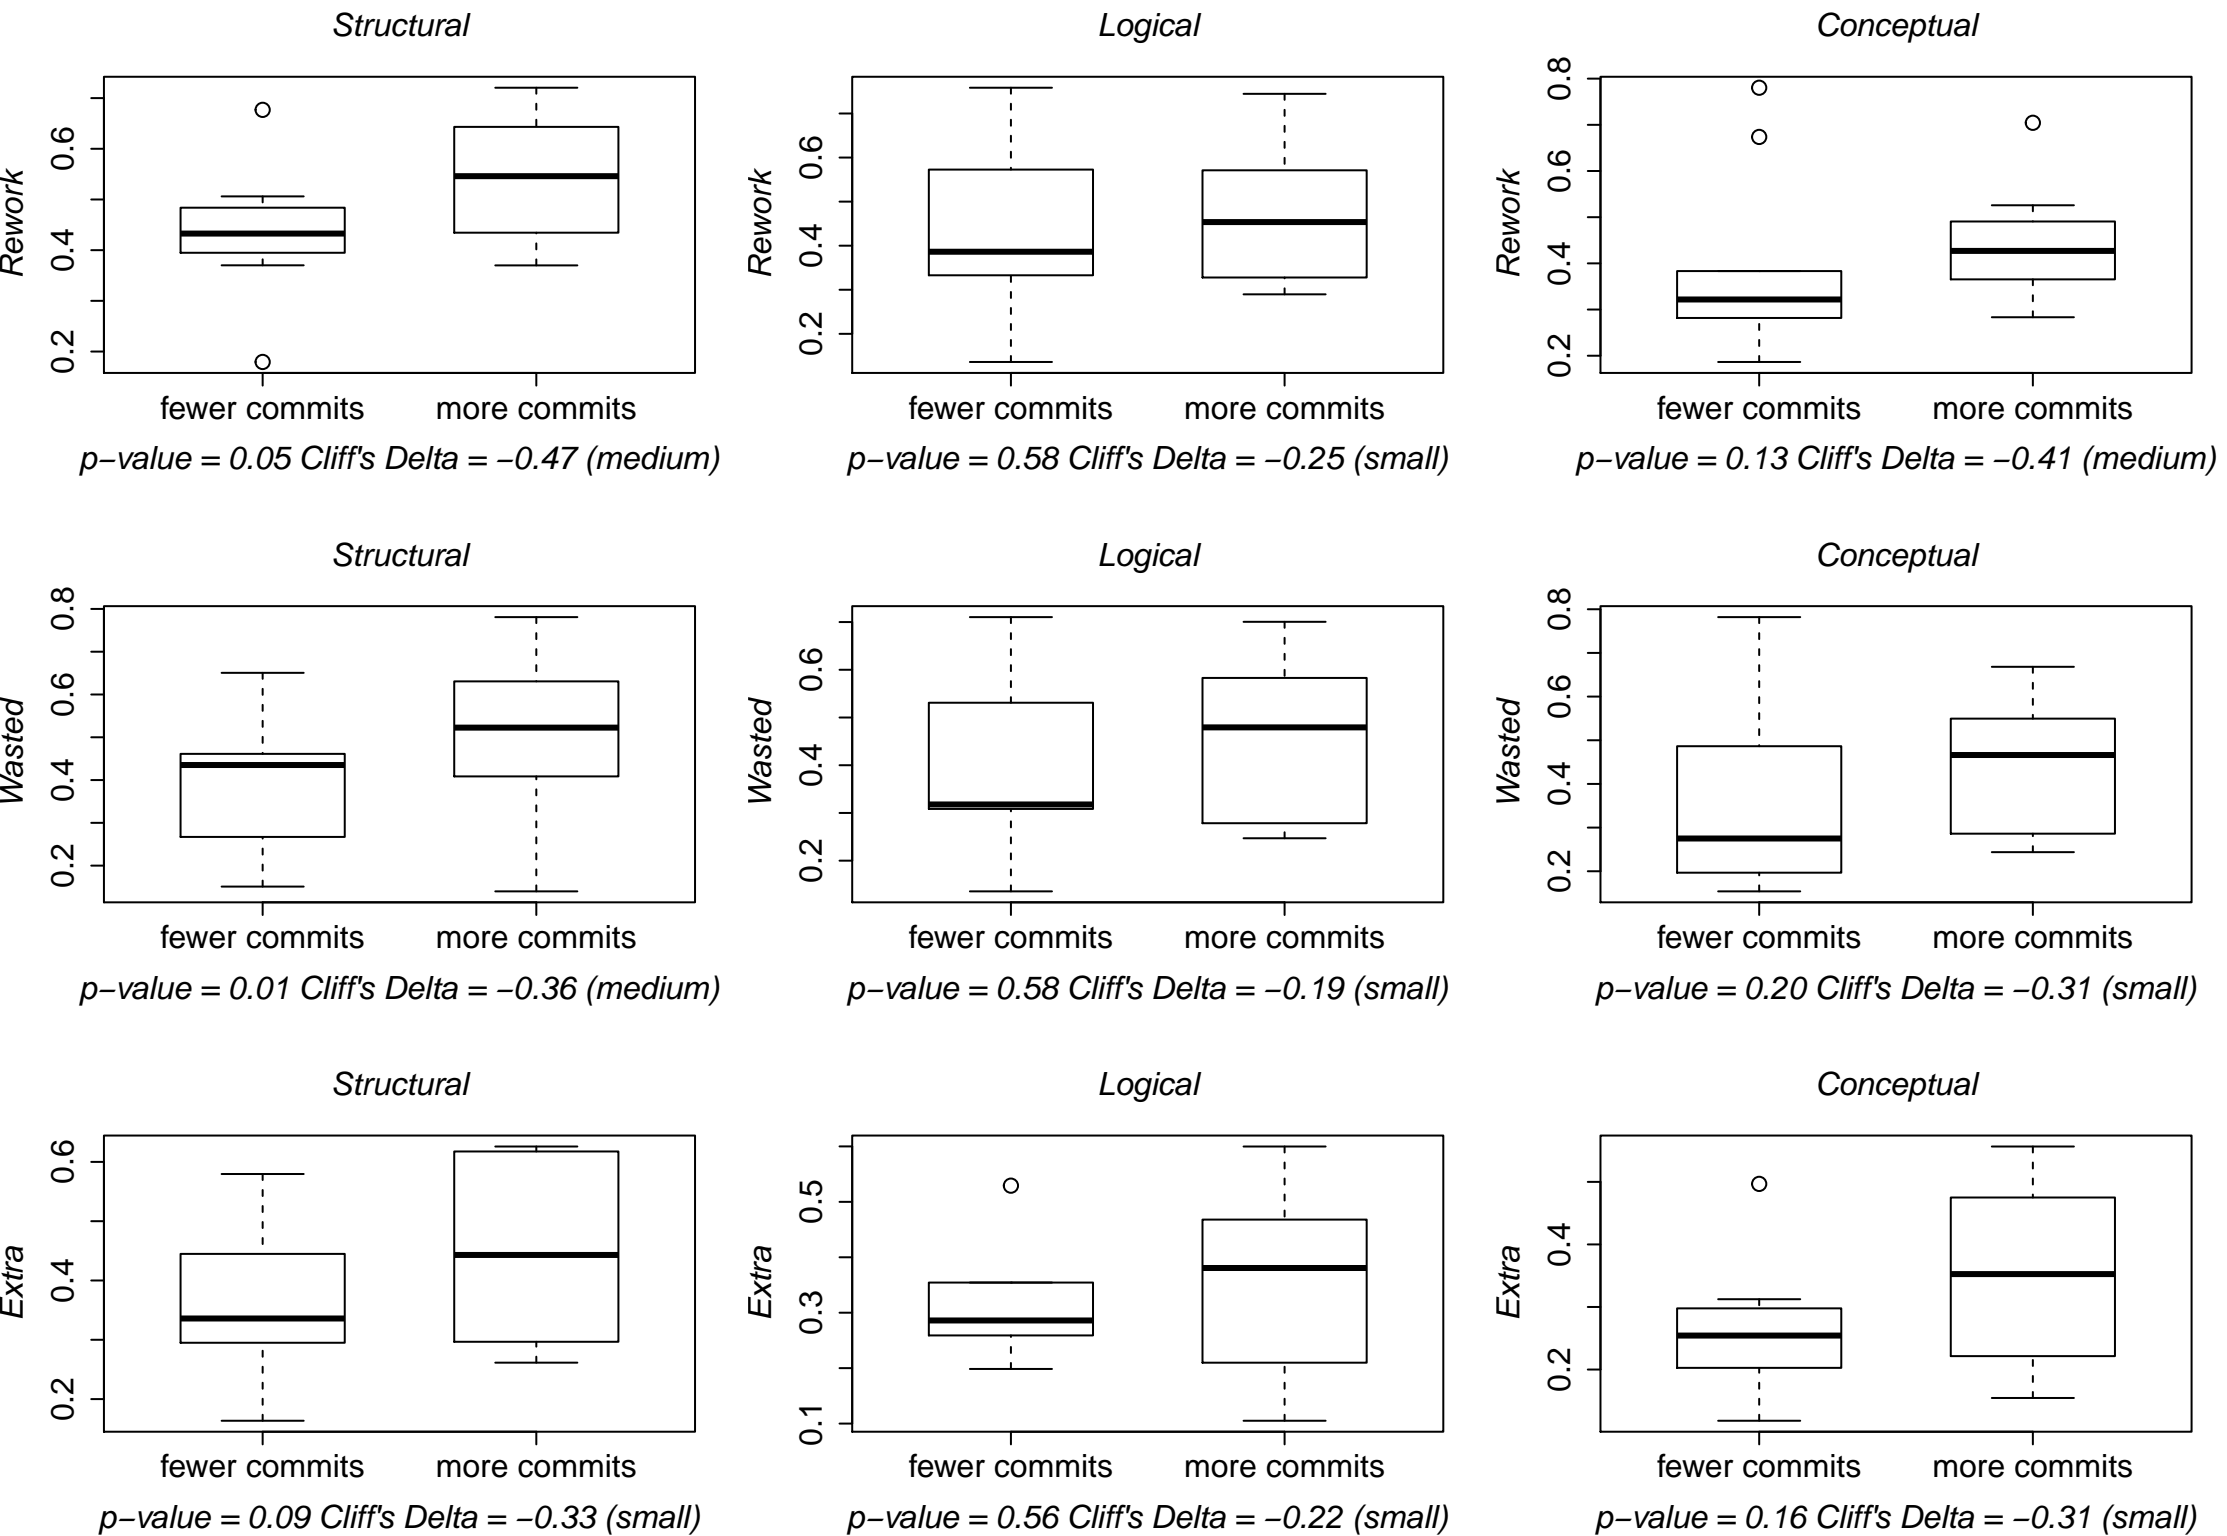 Structural
Rework
0.2 0.4 0.6
fewer commits more commits
p−value = 0.05 Cliff's Delta = −0.47 (medium)
Logical
Rework
0.2 0.4 0.6
fewer commits more commits
p−value = 0.58 Cliff's Delta = −0.25 (small)
Conceptual
Rework
0.2 0.4 0.6 0.8
fewer commits more commits
p−value = 0.13 Cliff's Delta = −0.41 (medium)
Structural
Wasted
0.2 0.4 0.6 0.8
fewer commits more commits
p−value = 0.01 Cliff's Delta = −0.36 (medium)
Logical
Wasted
0.2 0.4 0.6
fewer commits more commits
p−value = 0.58 Cliff's Delta = −0.19 (small)
Conceptual
Wasted
0.2 0.4 0.6 0.8
fewer commits more commits
p−value = 0.20 Cliff's Delta = −0.31 (small)
Structural
Extra
0.2 0.4 0.6
fewer commits more commits
p−value = 0.09 Cliff's Delta = −0.33 (small)
Logical
Extra
0.1 0.3 0.5
fewer commits more commits
p−value = 0.56 Cliff's Delta = −0.22 (small)
Conceptual
Extra
0.2 0.4
fewer commits more commits
p−value = 0.16 Cliff's Delta = −0.31 (small)